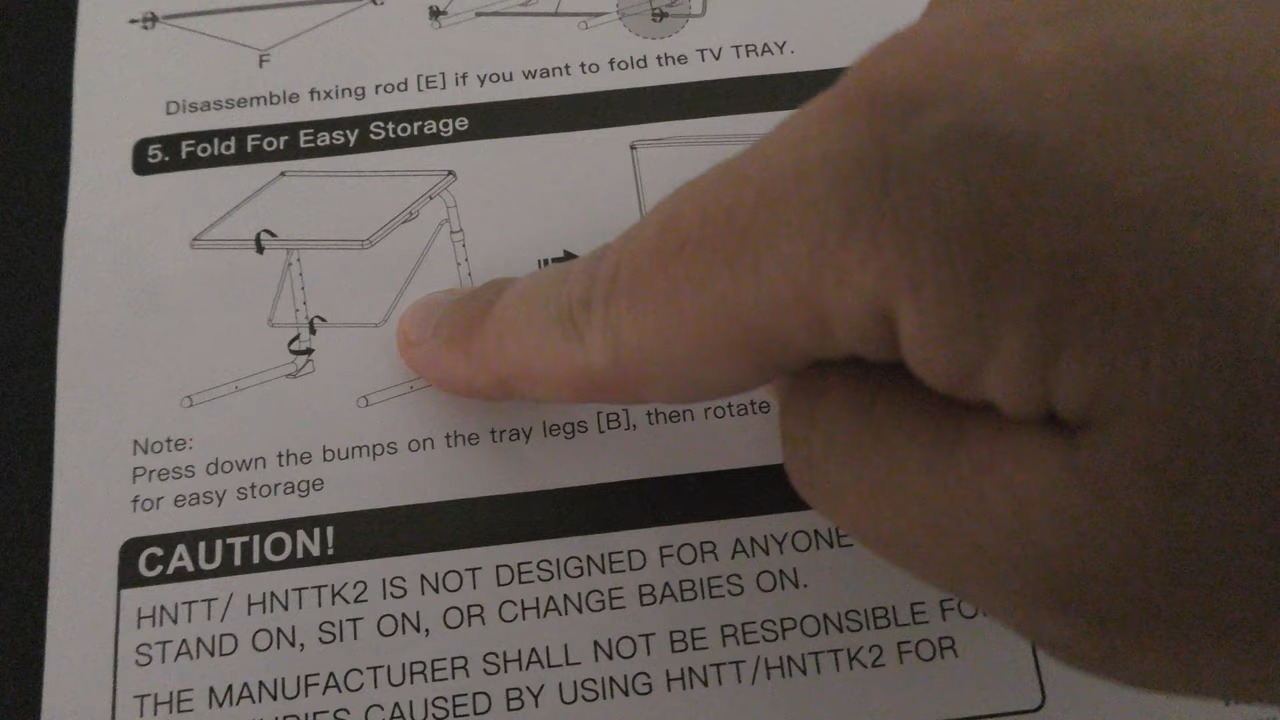 F
Disassemble fixing rod [E] if you want to fold the TV TRAY.
5. Fold For Easy Storage
Note:
Press down the bumps on the tray legs [B], then rotate
for easy storage
CAUTION!
HNTT/ HNTTK2 IS NOT DESIGNED FOR ANYONE
STAND ON, SIT ON, OR CHANGE BABIES ON.
THE MANUFACTURER SHALL NOT BE RESPONSIBLE
CAUSED BY USING HNTT/HNTTK2 FOR